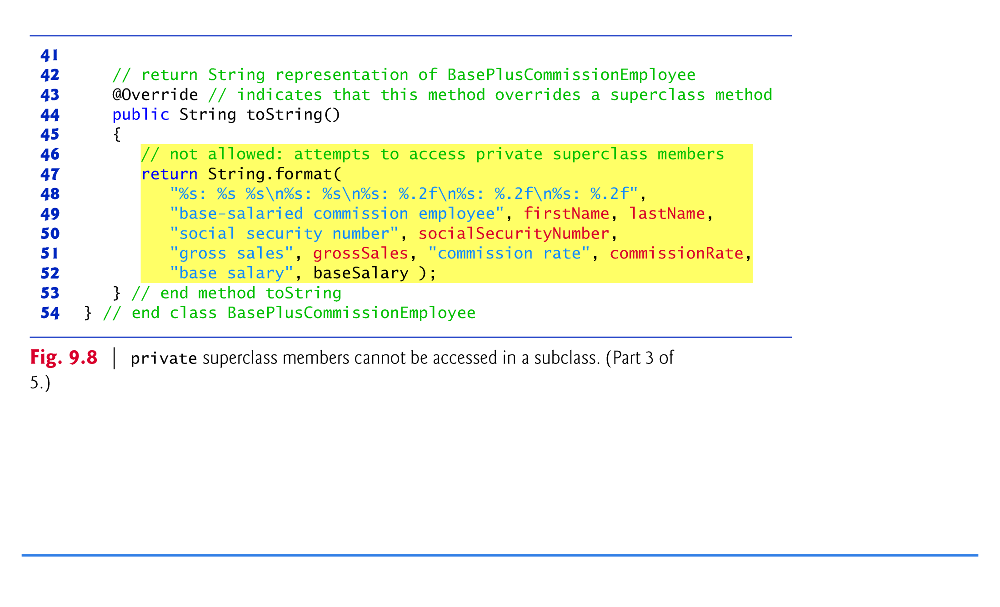 41
42 // return String representation of BasePlusCommissionEmployee
43 @Override // indicates that this method overrides a superclass method
44 public String toString()
45 {
46 // not allowed: attempts to access private superclass members
47 return String.format(
48 "%s: %s %s\n%s: %s\n%s: %.2f\n%s: %.2f\n%s: %.2f",
49 "base-salaried commission employee", firstName, lastName,
50 "social security number", socialSecurityNumber,
51 "gross sales", grossSales, "commission rate", commissionRate,
52 "base salary", baseSalary );
53 } // end method toString
54 } // end class BasePlusCommissionEmployee
Fig. 9.8 | private superclass members cannot be accessed in a subclass. (Part 3 of
5.)